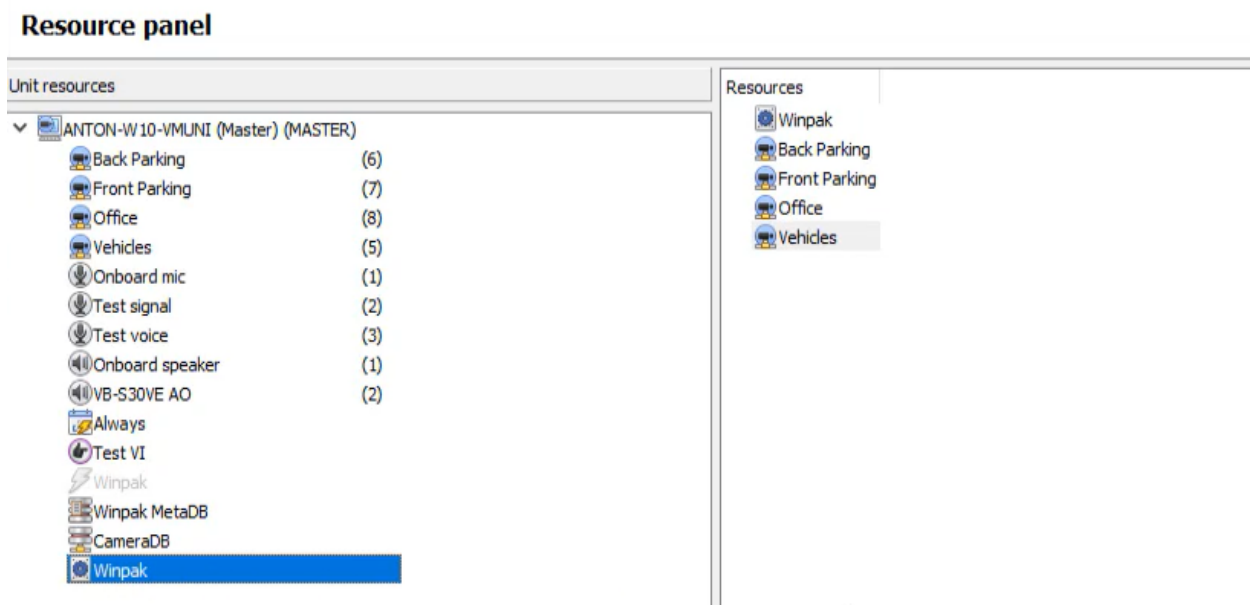 Resource panel
Unit resources
ANTON-W10-VMUNI (Master) (MASTER)
Back Parking (6)
Front Parking (7)
Office (8)
Vehicles (5)
Onboard mic (1)
Test signal (2)
Test voice (3)
Onboard speaker (1)
VB-S30VE AO (2)
Always
Test VI
Winpak
Winpak MetaDB
CameraDB
Winpak
Resources
Winpak
Back Parking
Front Parking
Office
Vehicles